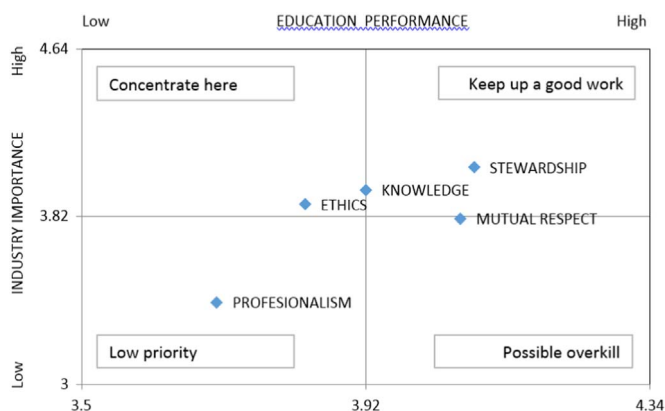 Low EDUCATION PERFORMANCE High
4.64
High
Concentrate here
Keep up a good work
INDUSTRY IMPORTANCE
STEWARDSHIP
KNOWLEDGE
ETHICS
3.82
MUTUAL RESPECT
PROFESIONALISM
Low priority
Possible overkill
Low
3
3.5 3.92 4.34